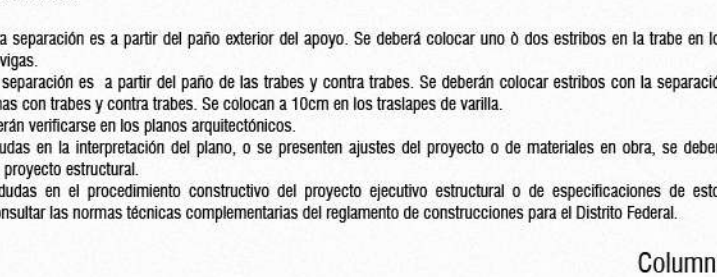 a separación es a partir del paño exterior del apoyo. Se deberá colocar uno ò dos estribos en la trabe en lo
vigas.
separación es a partir del paño de las trabes y contra trabes. Se deberán colocar estribos con la separació
nas con trabes y contra trabes. Se colocan a 10cm en los traslapes de varilla.
erán verificarse en los planos arquitectónicos.
udas en la interpretación del plano, o se presenten ajustes del proyecto o de materiales en obra, se deber
proyecto estructural.
dudas en el procedimiento constructivo del proyecto ejecutivo estructural o de especificaciones de esto
onsultar las normas técnicas complementarias del reglamento de construcciones para el Distrito Federal.
Column